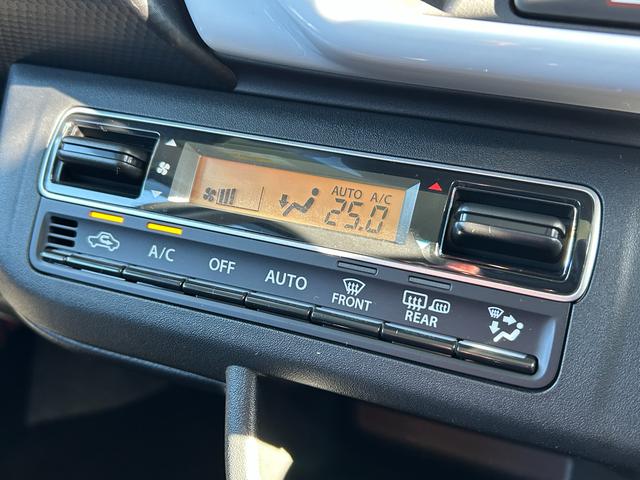 AUTO A/C
25.0
A/C
OFF
AUTO
FRONT
REAR